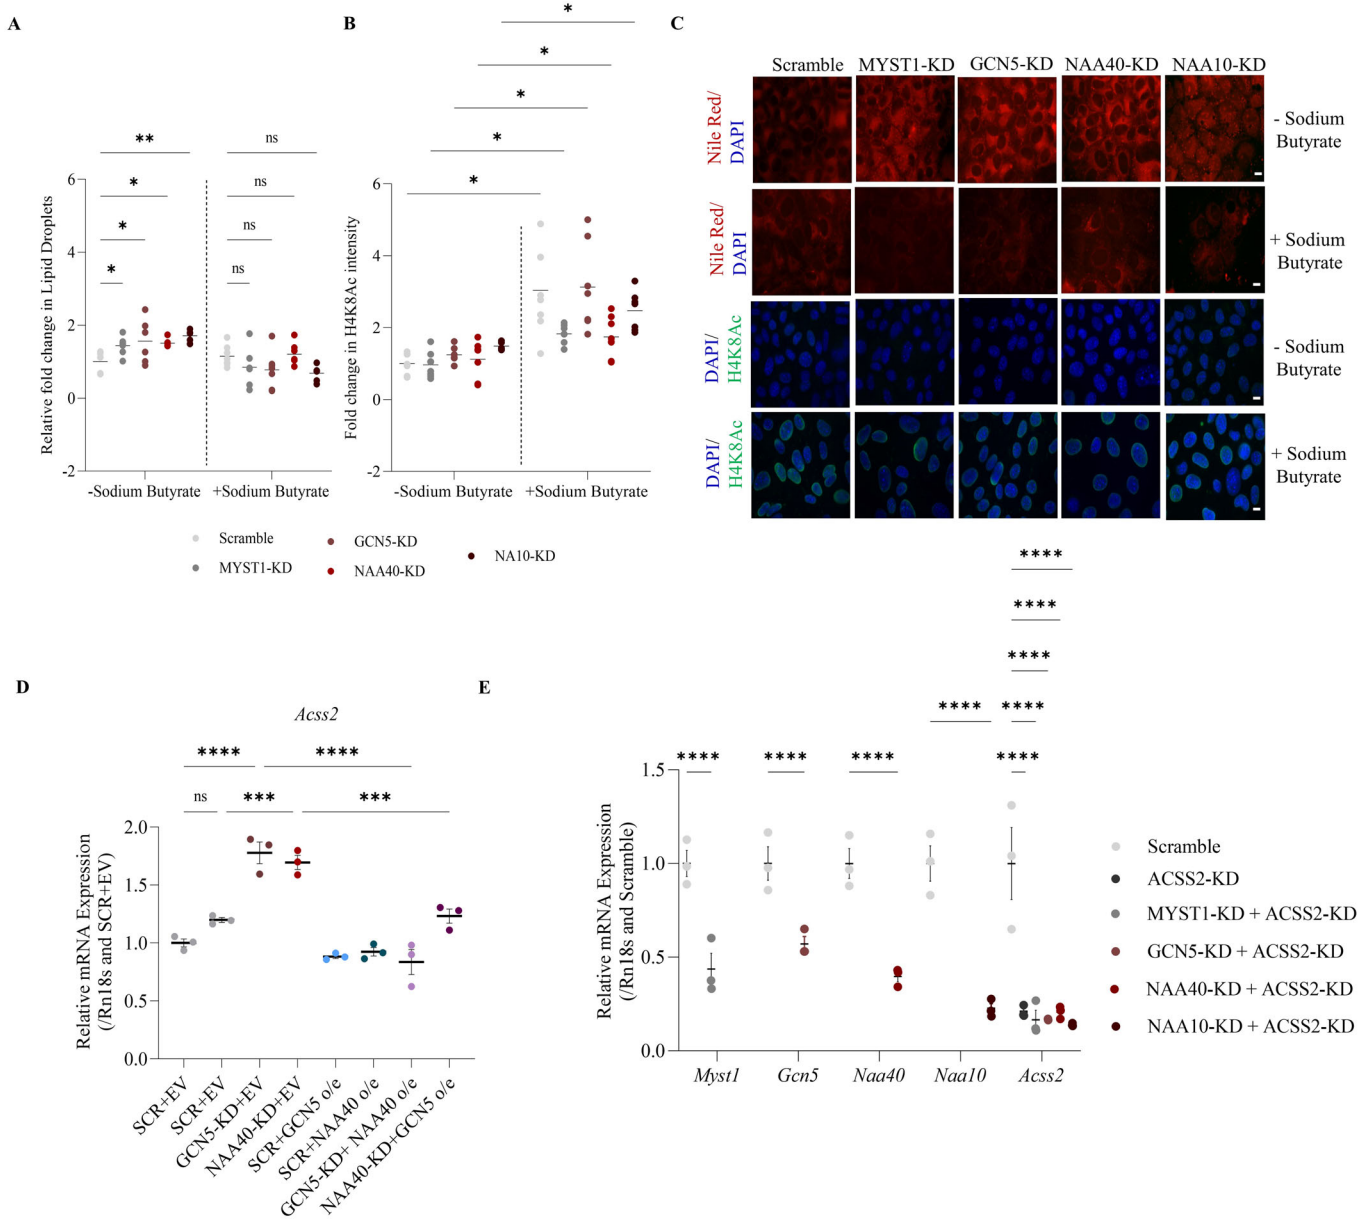 A
**
ns
*
ns
*
ns
*
ns
6
4
2
0
-2
Relative fold change in Lipid Droplets
-Sodium Butyrate
+Sodium Butyrate
B
*
*
*
*
*
6
4
2
0
-2
Fold change in H4K8Ac intensity
-Sodium Butyrate
+Sodium Butyrate
Scramble
MYST1-KD
GCN5-KD
NAA40-KD
NA10-KD
C
Scramble
MYST1-KD
GCN5-KD
NAA40-KD
NAA10-KD
Nile Red/
DAPI
- Sodium
Butyrate
Nile Red/
DAPI
+ Sodium
Butyrate
DAPI/
H4K8Ac
- Sodium
Butyrate
DAPI/
H4K8Ac
+ Sodium
Butyrate
D
Acss2
****
****
ns
***
***
2.0
1.5
1.0
0.5
0.0
Relative mRNA Expression
(/Rn18s and SCR+EV)
SCR+EV
SCR+EV
GCN5-KD+EV
NAA40-KD+EV
SCR+GCN5 o/e
SCR+NAA40 o/e
GCN5-KD+ NAA40 o/e
NAA40-KD+GCN5 o/e
E
****
****
****
****
****
****
****
****
****
1.5
1.0
0.5
0.0
Relative mRNA Expression
(/Rn18s and Scramble)
Myst1
Gcn5
Naa40
Naa10
Acss2
Scramble
ACSS2-KD
MYST1-KD + ACSS2-KD
GCN5-KD + ACSS2-KD
NAA40-KD + ACSS2-KD
NAA10-KD + ACSS2-KD